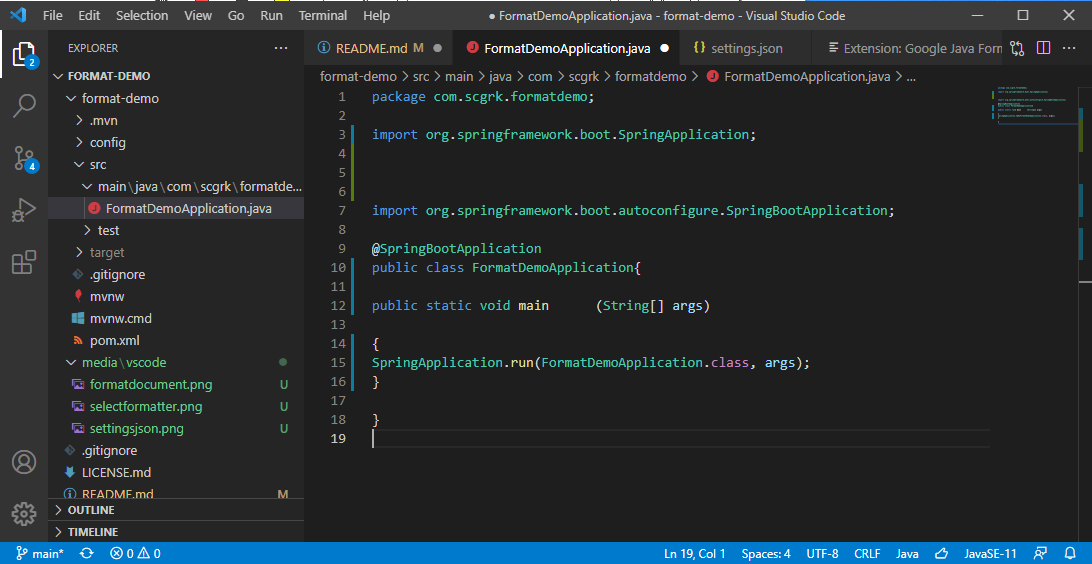 File Edit Selection View Go Run Terminal Help ● FormatDemoApplication.java - format-demo - Visual Studio Code
EXPLORER ···
README.md M ● FormatDemoApplication.java ● {} settings.json Extension: Google Java Form ···
format-demo > src > main > java > com > scgrk > formatdemo > FormatDemoApplication.java > ...
2
4
FORMAT-DEMO
format-demo
.mvn
config
src
main\java\com\scgrk\formatde...
FormatDemoApplication.java
test
target
.gitignore
mvnw
mvnw.cmd
pom.xml
media\vscode
formatdocument.png U
selectformatter.png U
settingsjson.png U
.gitignore
LICENSE.md
README.md M
OUTLINE
TIMELINE
1 package com.scgrk.formatdemo;
2
3 import org.springframework.boot.SpringApplication;
4
5
6
7 import org.springframework.boot.autoconfigure.SpringBootApplication;
8
9 @SpringBootApplication
10 public class FormatDemoApplication{
11
12 public static void main      (String[] args)
13
14 {
15 SpringApplication.run(FormatDemoApplication.class, args);
16 }
17
18 }
19
main* 0 0 Ln 19, Col 1 Spaces: 4 UTF-8 CRLF Java JavaSE-11